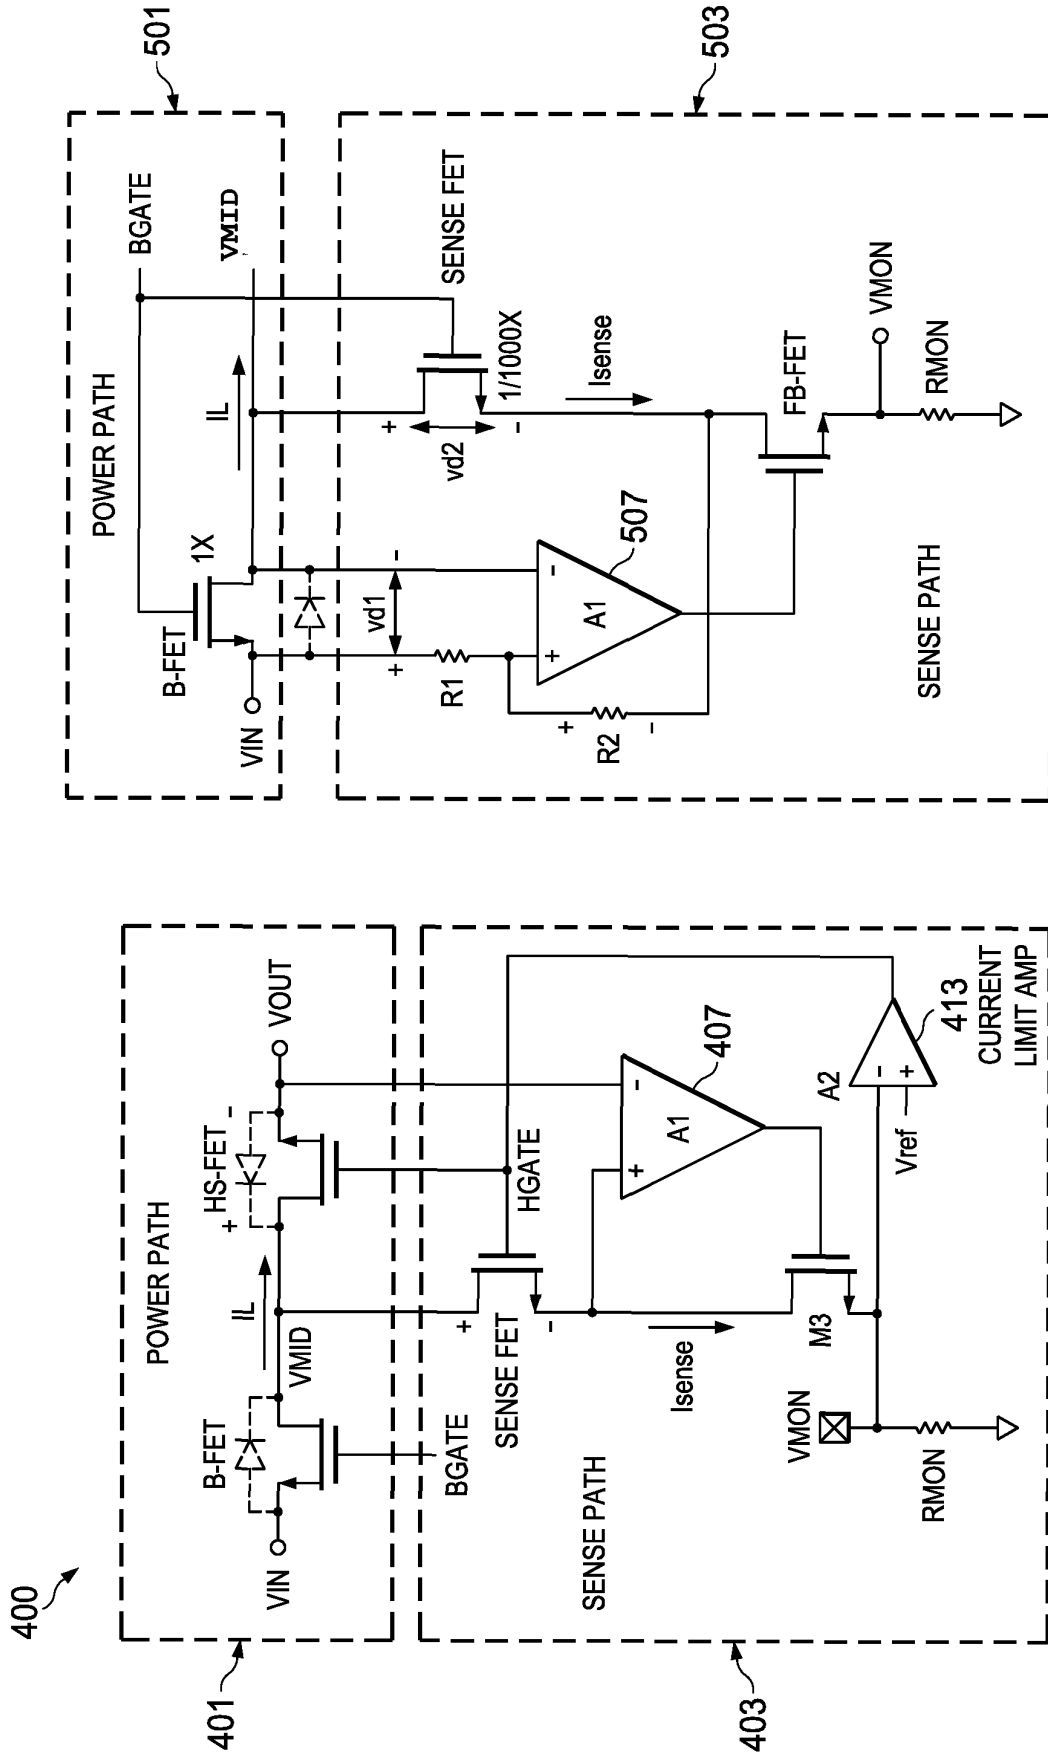 400
401
POWER PATH
VIN
B-FET
VMID
IL
+
HS-FET
-
VOUT
BGATE
403
SENSE PATH
+
SENSE FET
-
HGATE
Isense
+
-
A1
407
M3
VMON
RMON
A2
-
+
Vref
413
CURRENT
LIMIT AMP
501
POWER PATH
BGATE
VMID
IL
B-FET
1X
VIN
503
SENSE FET
1/1000X
+
vd2
-
+
vd1
-
R1
+
-
A1
507
+
R2
-
Isense
FB-FET
VMON
RMON
SENSE PATH